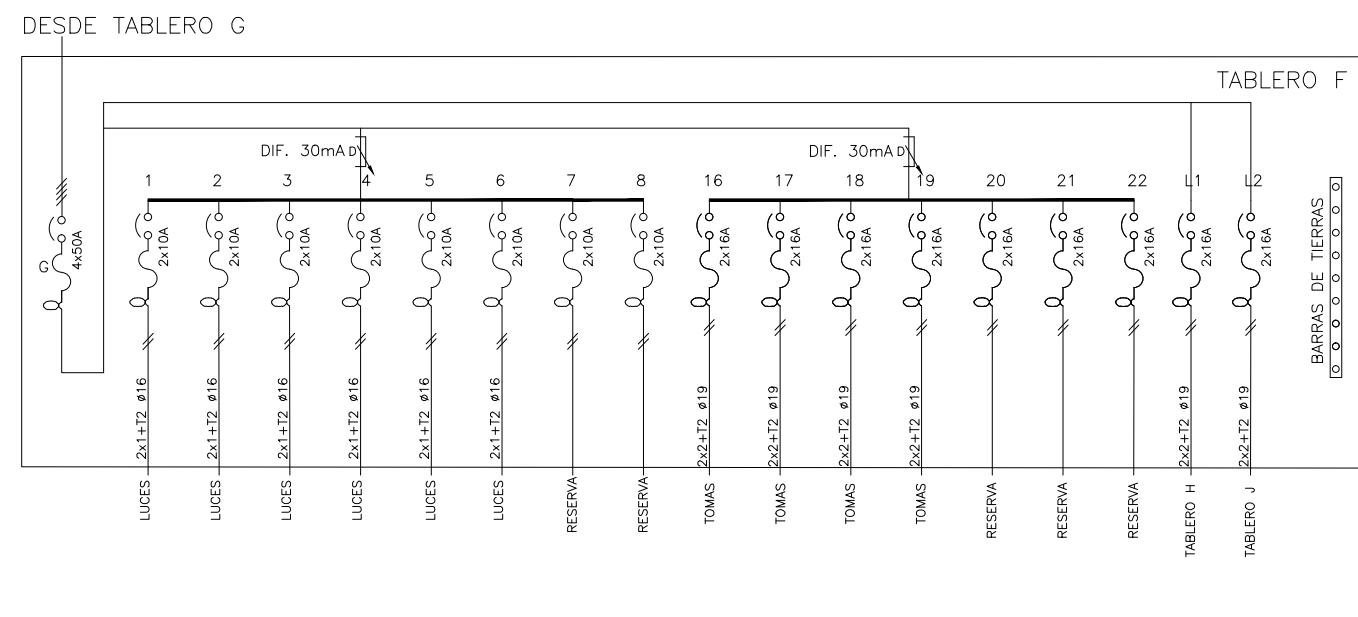 DESDE TABLERO G
TABLERO F
DIF. 30mA D
DIF. 30mA D
1 2 3 4 5 6 7 8 16 17 18 19 20 21 22 L1 L2
G
4x50A
2x10A
2x10A
2x10A
2x10A
2x10A
2x10A
2x10A
2x10A
2x16A
2x16A
2x16A
2x16A
2x16A
2x16A
2x16A
2x16A
2x16A
BARRAS DE TIERRAS
2x1+T2 ø16
2x1+T2 ø16
2x1+T2 ø16
2x1+T2 ø16
2x1+T2 ø16
2x1+T2 ø16
2x2+T2 ø19
2x2+T2 ø19
2x2+T2 ø19
2x2+T2 ø19
2x2+T2 ø19
2x2+T2 ø19
LUCES
LUCES
LUCES
LUCES
LUCES
LUCES
RESERVA
RESERVA
TOMAS
TOMAS
TOMAS
TOMAS
RESERVA
RESERVA
RESERVA
TABLERO H
TABLERO J